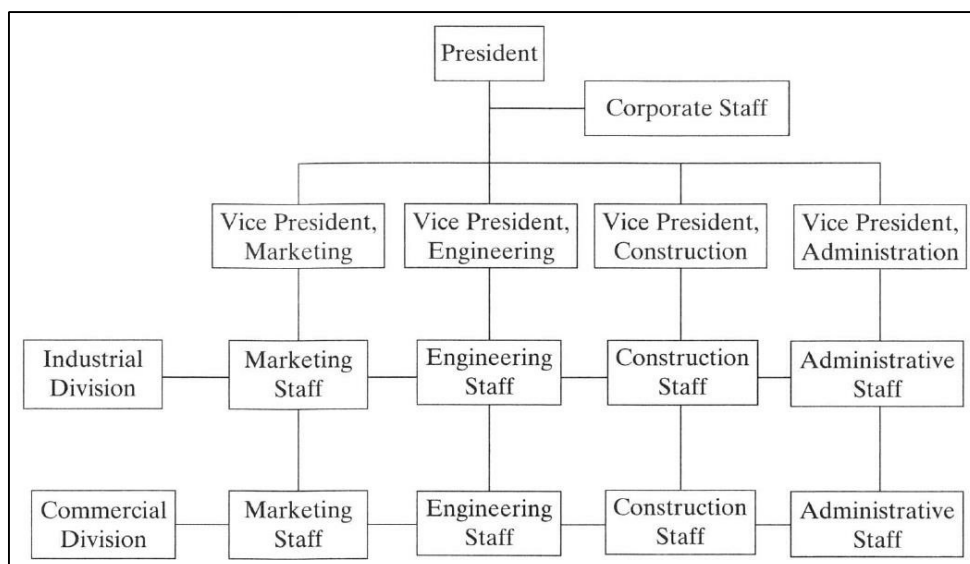 President
Corporate Staff
Vice President,
Marketing
Vice President,
Engineering
Vice President,
Construction
Vice President,
Administration
Industrial
Division
Marketing
Staff
Engineering
Staff
Construction
Staff
Administrative
Staff
Commercial
Division
Marketing
Staff
Engineering
Staff
Construction
Staff
Administrative
Staff